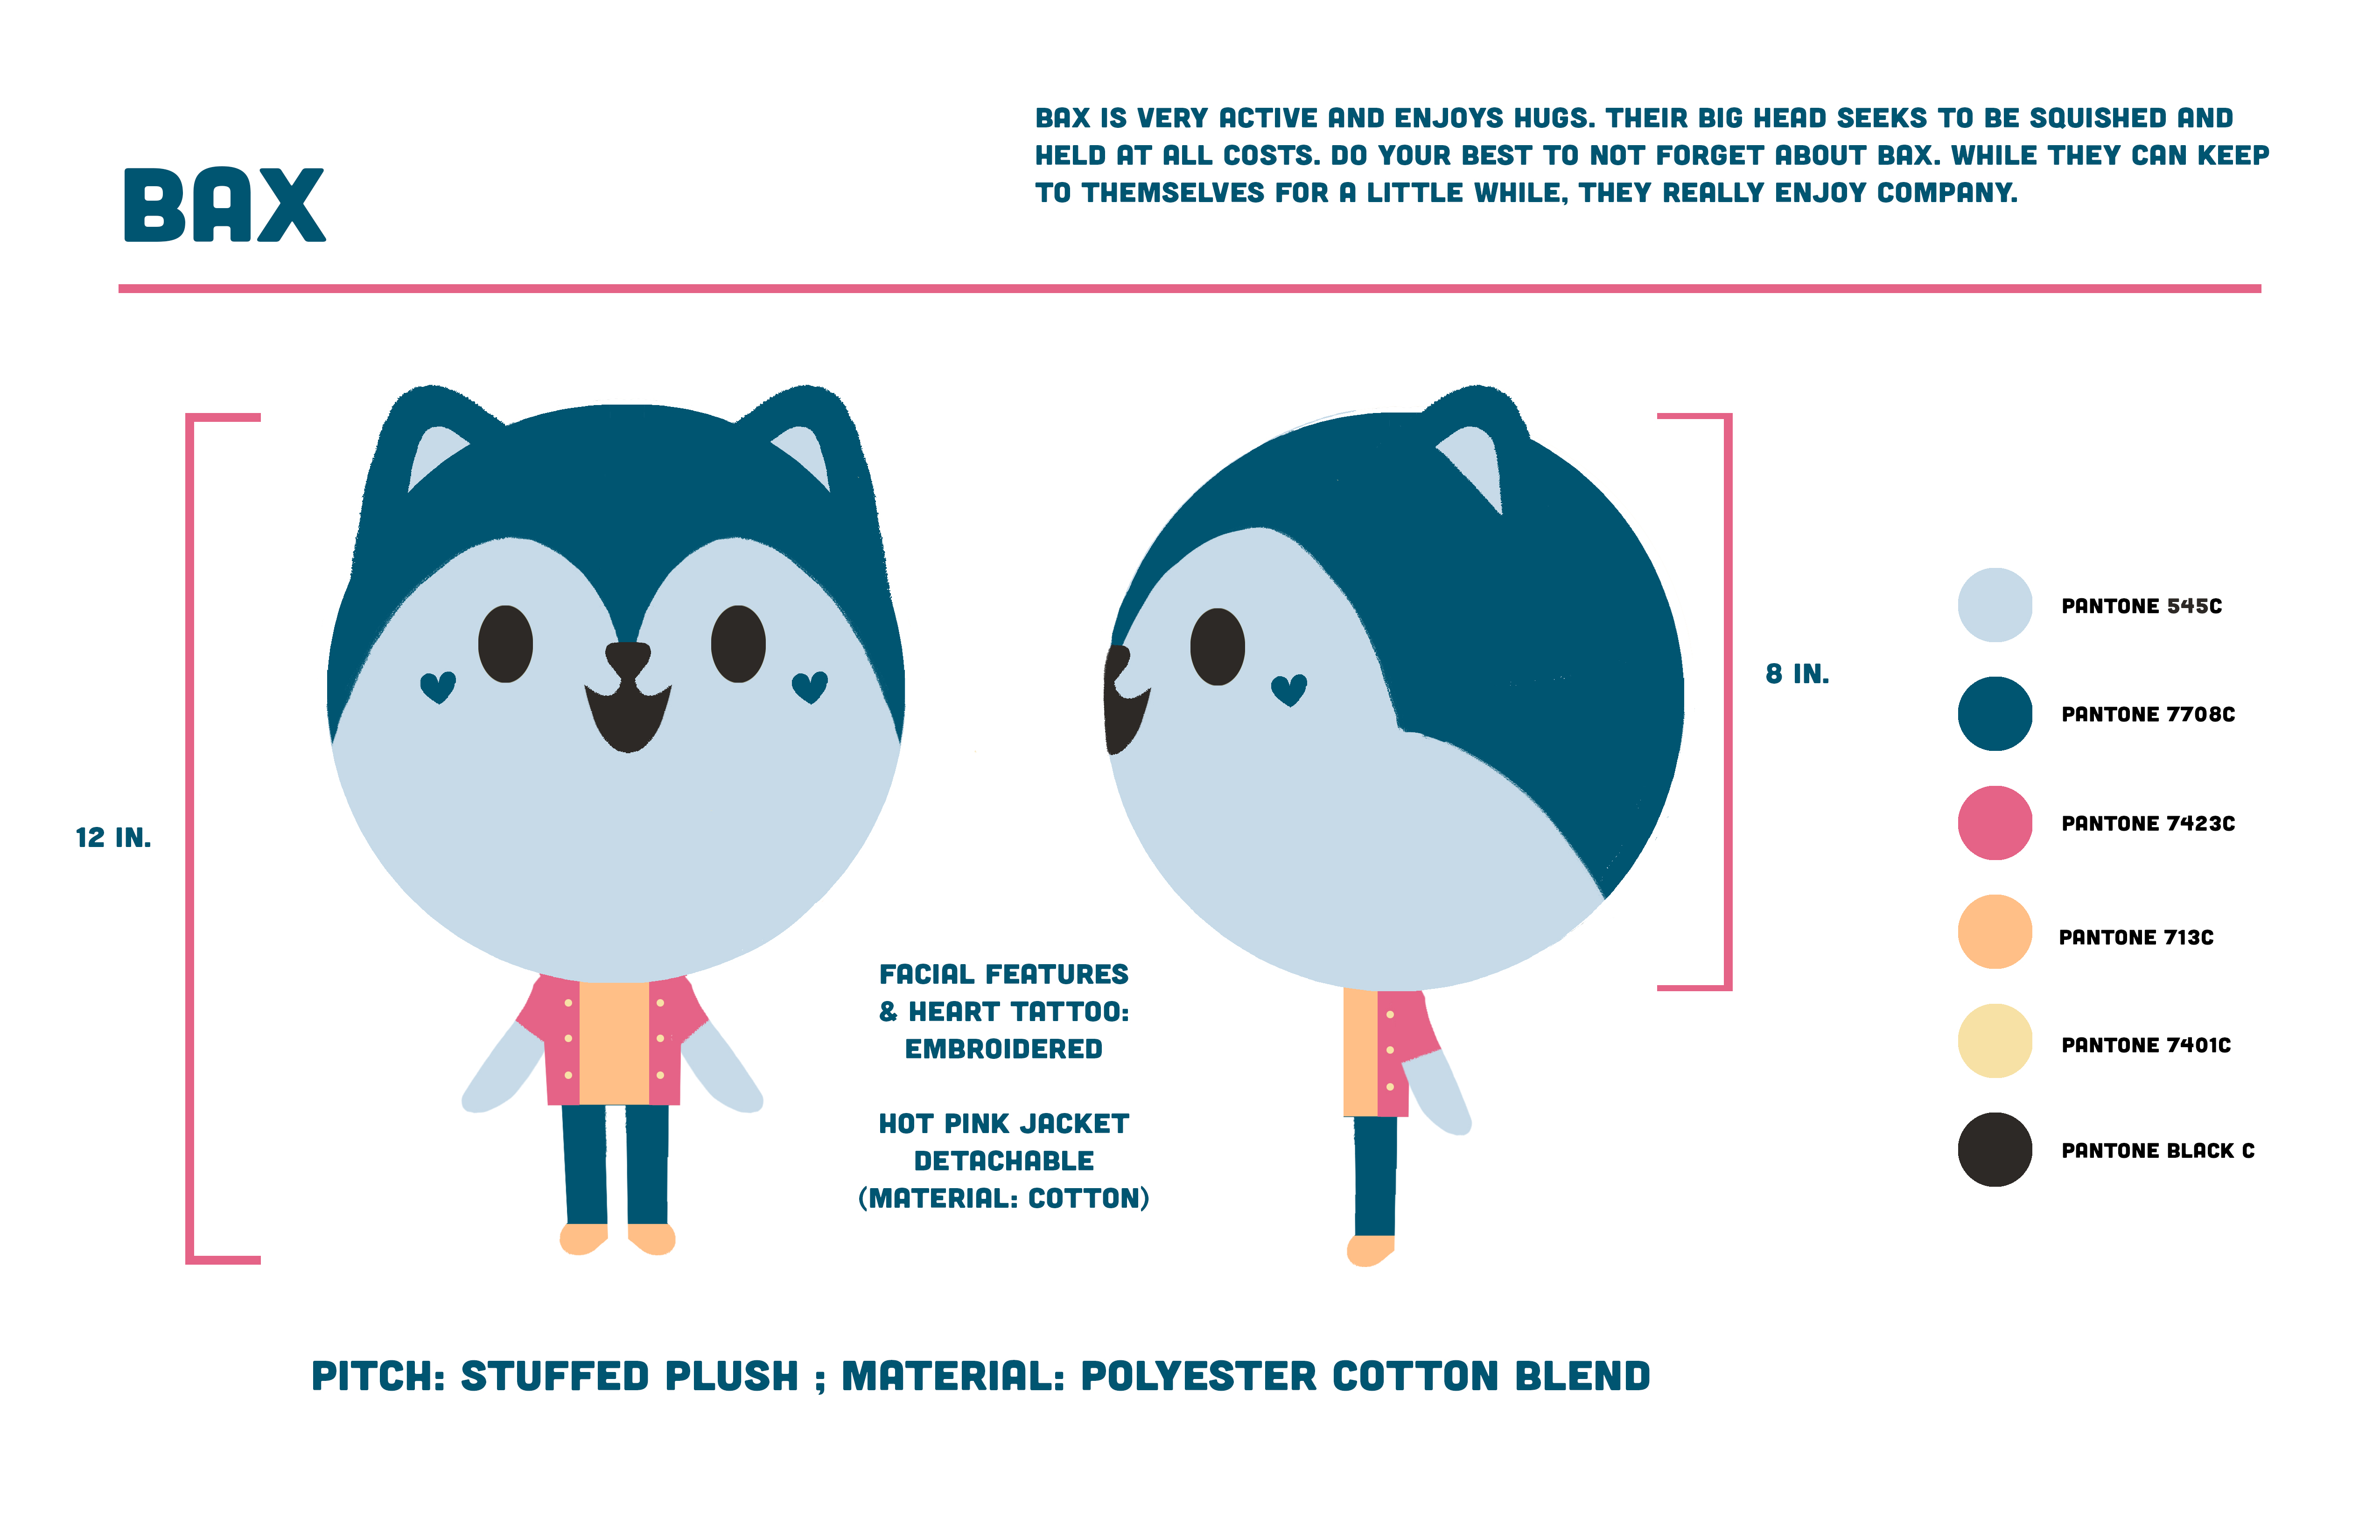 BAX
BAX IS VERY ACTIVE AND ENJOYS HUGS. THEIR BIG HEAD SEEKS TO BE SQUISHED AND
HELD AT ALL COSTS. DO YOUR BEST TO NOT FORGET ABOUT BAX. WHILE THEY CAN KEEP
TO THEMSELVES FOR A LITTLE WHILE, THEY REALLY ENJOY COMPANY.
12 IN.
8 IN.
FACIAL FEATURES
& HEART TATTOO:
EMBROIDERED
HOT PINK JACKET
DETACHABLE
(MATERIAL: COTTON)
PANTONE 545C
PANTONE 7708C
PANTONE 7423C
PANTONE 713C
PANTONE 7401C
PANTONE BLACK C
PITCH: STUFFED PLUSH ; MATERIAL: POLYESTER COTTON BLEND